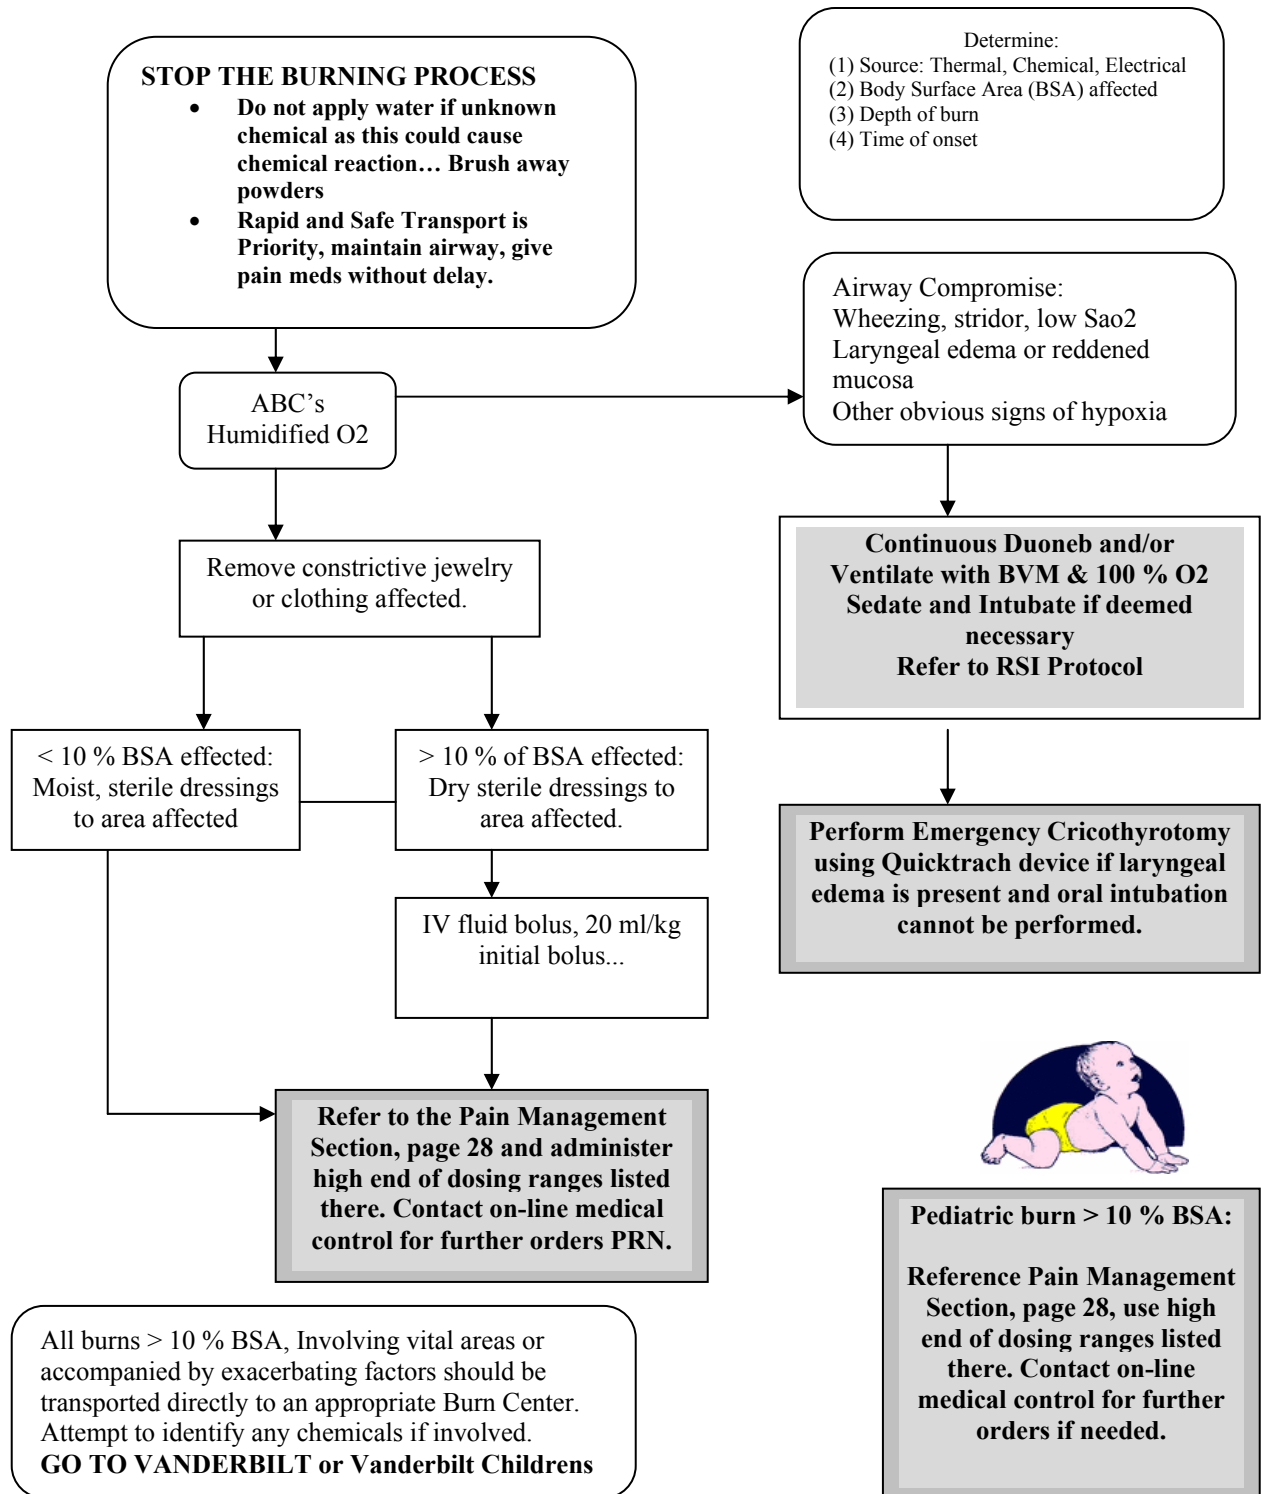 STOP THE BURNING PROCESS
• Do not apply water if unknown
chemical as this could cause
chemical reaction… Brush away
powders
• Rapid and Safe Transport is
Priority, maintain airway, give
pain meds without delay.
Determine:
(1) Source: Thermal, Chemical, Electrical
(2) Body Surface Area (BSA) affected
(3) Depth of burn
(4) Time of onset
Airway Compromise:
Wheezing, stridor, low Sao2
Laryngeal edema or reddened
mucosa
Other obvious signs of hypoxia
ABC’s
Humidified O2
Remove constrictive jewelry
or clothing affected.
Continuous Duoneb and/or
Ventilate with BVM & 100 % O2
Sedate and Intubate if deemed
necessary
Refer to RSI Protocol
< 10 % BSA effected:
Moist, sterile dressings
to area affected
> 10 % of BSA effected:
Dry sterile dressings to
area affected.
Perform Emergency Cricothyrotomy
using Quicktrach device if laryngeal
edema is present and oral intubation
cannot be performed.
IV fluid bolus, 20 ml/kg
initial bolus...
Refer to the Pain Management
Section, page 28 and administer
high end of dosing ranges listed
there. Contact on-line medical
control for further orders PRN.
Pediatric burn > 10 % BSA:
Reference Pain Management
Section, page 28, use high
end of dosing ranges listed
there. Contact on-line
medical control for further
orders if needed.
All burns > 10 % BSA, Involving vital areas or
accompanied by exacerbating factors should be
transported directly to an appropriate Burn Center.
Attempt to identify any chemicals if involved.
GO TO VANDERBILT or Vanderbilt Childrens